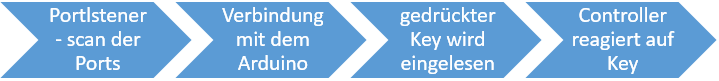 Portlstener
- scan der
Ports
Verbindung
mit dem
Arduino
gedrückter
Key wird
eingelesen
Controller
reagiert auf
Key